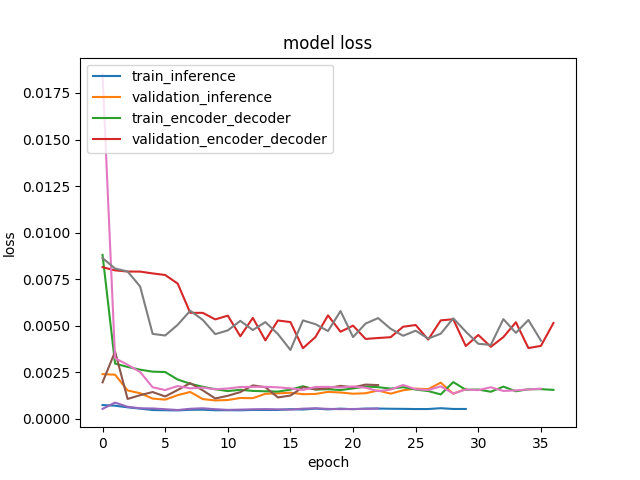 model loss
train_inference
validation_inference
train_encoder_decoder
validation_encoder_decoder
0.0175
0.0150
0.0125
0.0100
0.0075
0.0050
0.0025
0.0000
loss
0 5 10 15 20 25 30 35
epoch